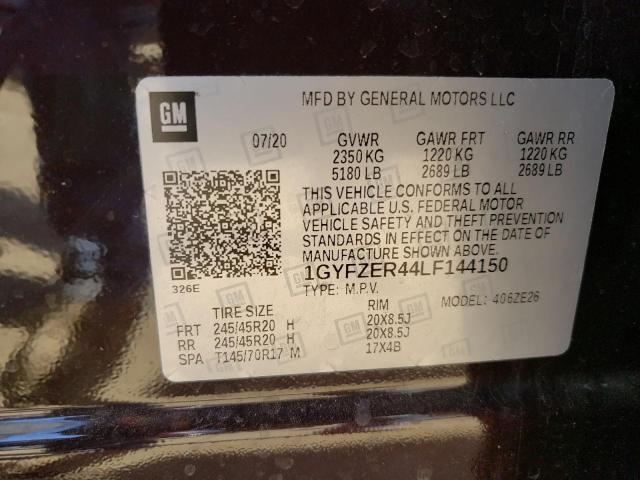 GM
MFD BY GENERAL MOTORS LLC
07/20 GVWR GAWR FRT GAWR RR
2350 KG 1220 KG 1220 KG
5180 LB 2689 LB 2689 LB
THIS VEHICLE CONFORMS TO ALL
APPLICABLE U.S. FEDERAL MOTOR
VEHICLE SAFETY AND THEFT PREVENTION
STANDARDS IN EFFECT ON THE DATE OF
MANUFACTURE SHOWN ABOVE.
326E 1GYFZER44LF144150
TYPE: M.P.V. MODEL: 406ZE26
TIRE SIZE RIM
FRT 245/45R20 H 20X8.5J
RR 245/45R20 H 20X8.5J
SPA T145/70R17 M 17X4B